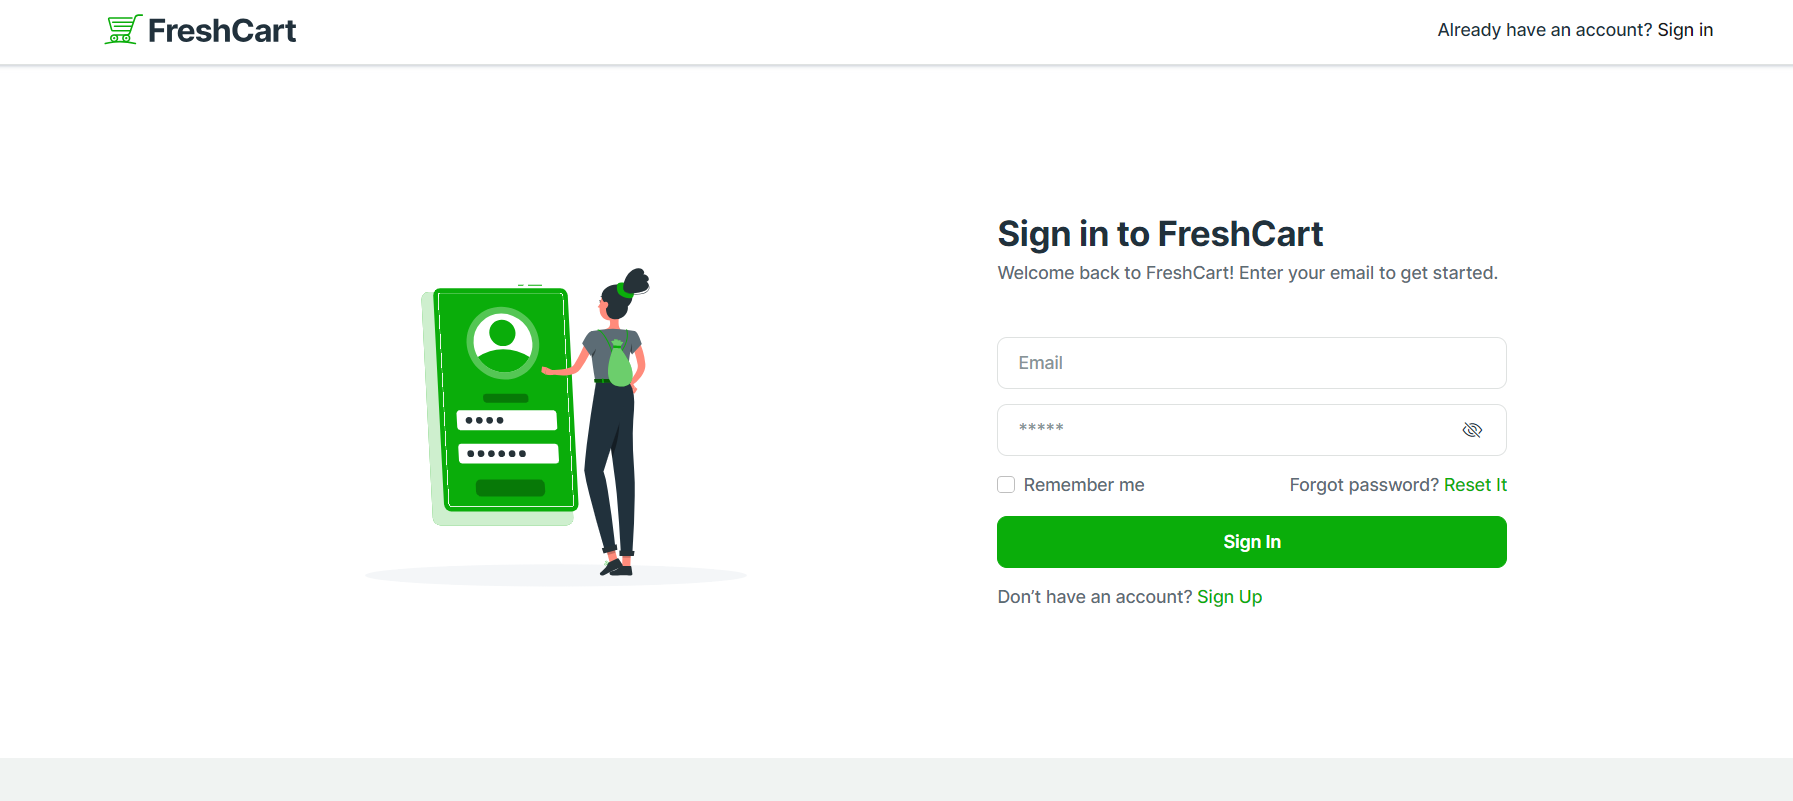 FreshCart
Already have an account? Sign in
Sign in to FreshCart
Welcome back to FreshCart! Enter your email to get started.
Email
*****
Remember me
Forgot password? Reset It
Sign In
Don’t have an account? Sign Up